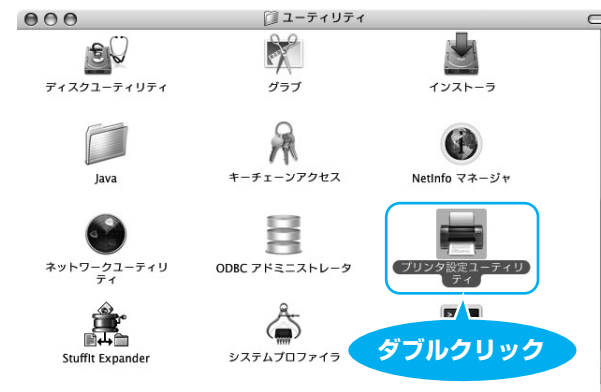 ユーティリティ
ディスクユーティリティ
グラブ
インストーラ
Java
キーチェーンアクセス
NetInfo マネージャ
ネットワークユーティリ
ティ
ODBC アドミニストレータ
プリンタ設定ユーティリ
ティ
StuffIt Expander
システムプロファイラ
ダブルクリック